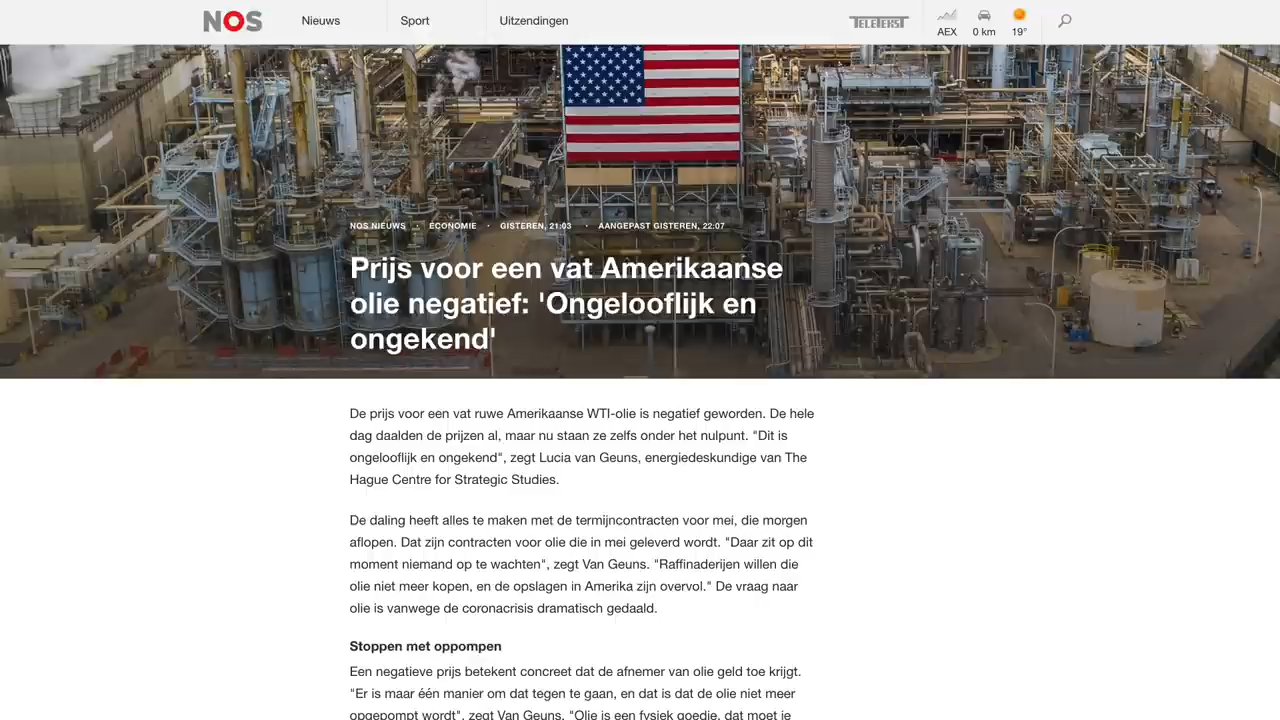 NOS
Nieuws
Sport
Uitzendingen
TELETEKST
AEX
0 km
19°
NOS NIEUWS · ECONOMIE · GISTEREN, 21:03 · AANGEPAST GISTEREN, 22:07
Prijs voor een vat Amerikaanse
olie negatief: 'Ongelooflijk en
ongekend'
De prijs voor een vat ruwe Amerikaanse WTI-olie is negatief geworden. De hele
dag daalden de prijzen al, maar nu staan ze zelfs onder het nulpunt. "Dit is
ongelooflijk en ongekend", zegt Lucia van Geuns, energiedeskundige van The
Hague Centre for Strategic Studies.
De daling heeft alles te maken met de termijncontracten voor mei, die morgen
aflopen. Dat zijn contracten voor olie die in mei geleverd wordt. "Daar zit op dit
moment niemand op te wachten", zegt Van Geuns. "Raffinaderijen willen die
olie niet meer kopen, en de opslagen in Amerika zijn overvol." De vraag naar
olie is vanwege de coronacrisis dramatisch gedaald.
Stoppen met oppompen
Een negatieve prijs betekent concreet dat de afnemer van olie geld toe krijgt.
"Er is maar één manier om dat tegen te gaan, en dat is dat de olie niet meer
opgepompt wordt", zegt Van Geuns. "Olie is een fysiek goedje, dat moet je